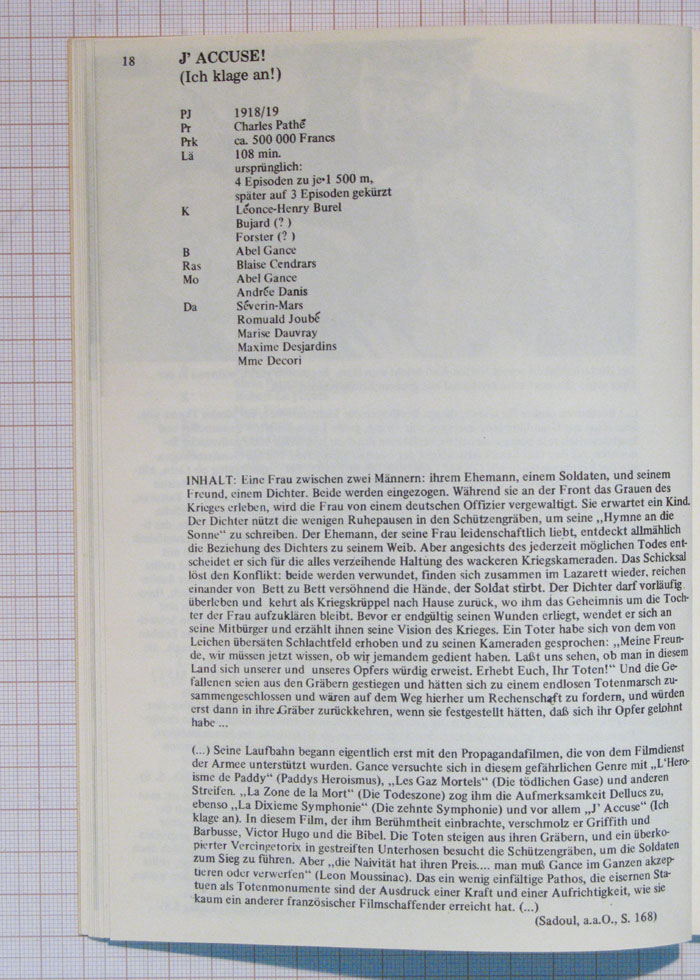 18
J' ACCUSE!
(Ich klage an!)
PJ 1918/19
Pr Charles Pathé
Prk ca. 500 000 Francs
Lä 108 min.
ursprünglich:
4 Episoden zu je 1 500 m,
später auf 3 Episoden gekürzt
K Léonce-Henry Burel
Bujard (? )
Forster (? )
B Abel Gance
Ras Blaise Cendrars
Mo Abel Gance
Andrée Danis
Da Séverin-Mars
Romuald Joubé
Marise Dauvray
Maxime Desjardins
Mme Decori
INHALT: Eine Frau zwischen zwei Männern: ihrem Ehemann, einem Soldaten, und seinem
Freund, einem Dichter. Beide werden eingezogen. Während sie an der Front das Grauen des
Krieges erleben, wird die Frau von einem deutschen Offizier vergewaltigt. Sie erwartet ein Kind.
Der Dichter nützt die wenigen Ruhepausen in den Schützengräben, um seine „Hymne an die
Sonne“ zu schreiben. Der Ehemann, der seine Frau leidenschaftlich liebt, entdeckt allmählich
die Beziehung des Dichters zu seinem Weib. Aber angesichts des jederzeit möglichen Todes ent-
scheidet er sich für die alles verzeihende Haltung des wackeren Kriegskameraden. Das Schicksal
löst den Konflikt: beide werden verwundet, finden sich zusammen im Lazarett wieder, reichen
einander von Bett zu Bett versöhnend die Hände, der Soldat stirbt. Der Dichter darf vorläufig
überleben und kehrt als Kriegskrüppel nach Hause zurück, wo ihm das Geheimnis um die Toch-
ter der Frau aufzuklären bleibt. Bevor er endgültig seinen Wunden erliegt, wendet er sich an
seine Mitbürger und erzählt ihnen seine Vision des Krieges. Ein Toter habe sich von dem von
Leichen übersäten Schlachtfeld erhoben und zu seinen Kameraden gesprochen: „Meine Freun-
de, wir müssen jetzt wissen, ob wir jemandem gedient haben. Laßt uns sehen, ob man in diesem
Land sich unserer und unseres Opfers würdig erweist. Erhebt Euch, Ihr Toten!“ Und die Ge-
fallenen seien aus den Gräbern gestiegen und hätten sich zu einem endlosen Totenmarsch zu-
sammengeschlossen und wären auf dem Weg hierher um Rechenschaft zu fordern, und würden
erst dann in ihre Gräber zurückkehren, wenn sie festgestellt hätten, daß sich ihr Opfer gelohnt
habe ...
(...) Seine Laufbahn begann eigentlich erst mit den Propagandafilmen, die von dem Filmdienst
der Armee unterstützt wurden. Gance versuchte sich in diesem gefährlichen Genre mit „L'Hero-
isme de Paddy“ (Paddys Heroismus), „Les Gaz Mortels“ (Die tödlichen Gase) und anderen
Streifen. „La Zone de la Mort“ (Die Todeszone) zog ihm die Aufmerksamkeit Dellucs zu,
ebenso „La Dixieme Symphonie“ (Die zehnte Symphonie) und vor allem „J' Accuse“ (Ich
klage an). In diesem Film, der ihm Berühmtheit einbrachte, verschmolz er Griffith und
Barbusse, Victor Hugo und die Bibel. Die Toten steigen aus ihren Gräbern, und ein überko-
pierter Vercingetorix in gestreiften Unterhosen besucht die Schützengräben, um die Soldaten
zum Sieg zu führen. Aber „die Naivität hat ihren Preis.... man muß Gance im Ganzen akzep-
tieren oder verwerfen“ (Leon Moussinac). Das ein wenig einfältige Pathos, die eisernen Sta-
tuen als Totenmonumente sind der Ausdruck einer Kraft und einer Aufrichtigkeit, wie sie
kaum ein anderer französischer Filmschaffender erreicht hat. (...)
(Sadoul, a.a.O., S. 168)